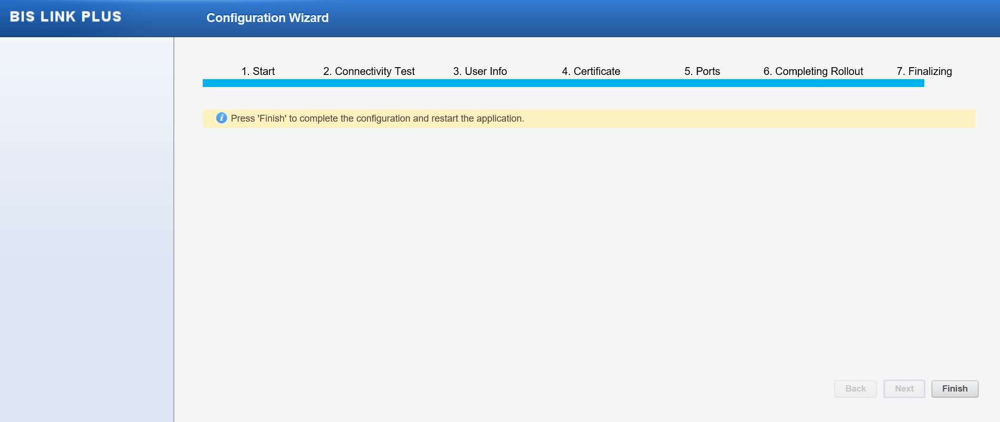 BIS LINK PLUS
Configuration Wizard
1. Start
2. Connectivity Test
3. User Info
4. Certificate
5. Ports
6. Completing Rollout
7. Finalizing
Press 'Finish' to complete the configuration and restart the application.
Back
Next
Finish